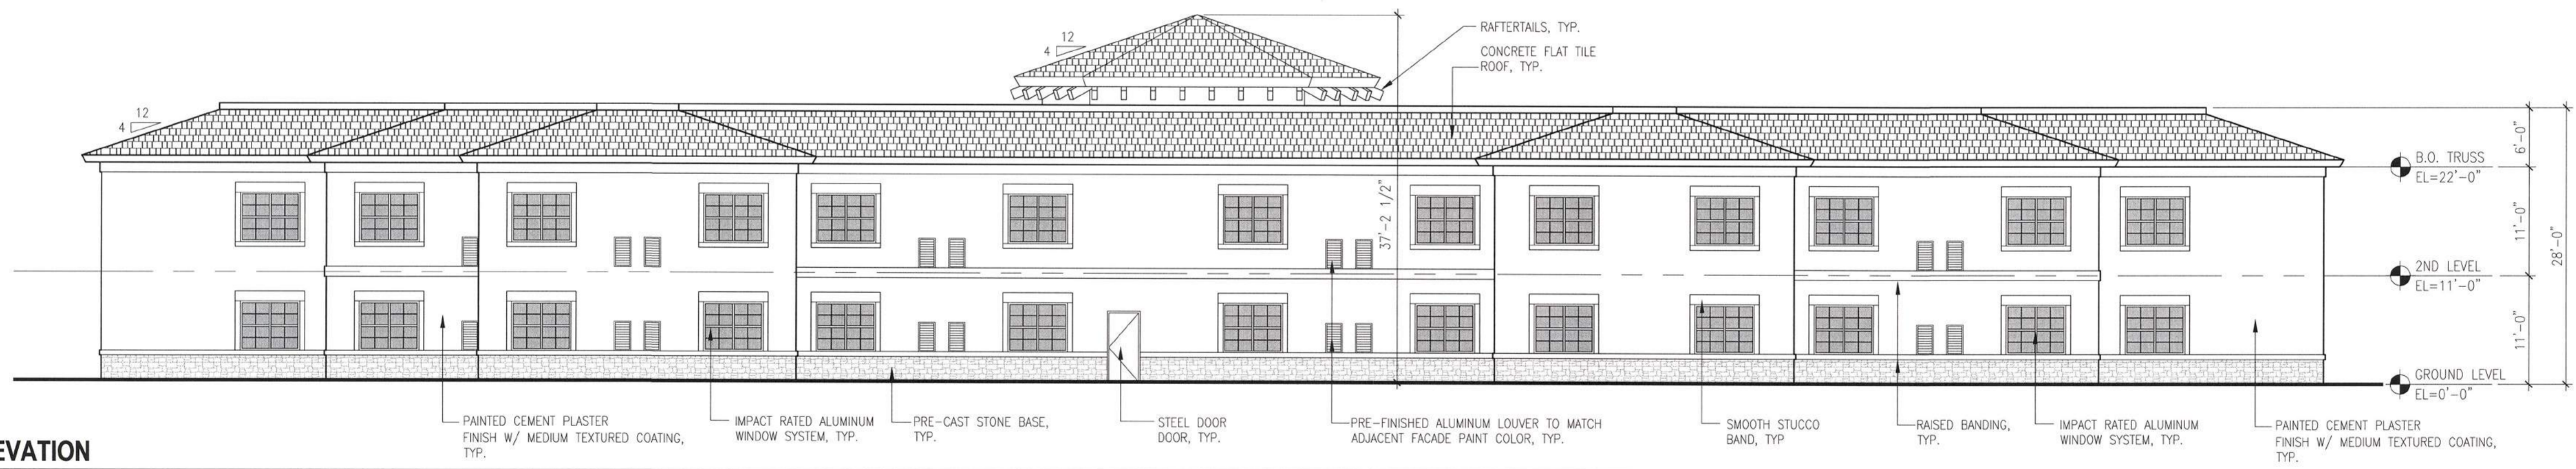 12
4
RAFTERTAILS, TYP.
CONCRETE FLAT TILE
ROOF, TYP.
12
4
37'-2 1/2"
6'-0"
11'-0"
11'-0"
28'-0"
B.O. TRUSS
EL=22'-0"
2ND LEVEL
EL=11'-0"
GROUND LEVEL
EL=0'-0"
PAINTED CEMENT PLASTER
FINISH W/ MEDIUM TEXTURED COATING,
TYP.
IMPACT RATED ALUMINUM
WINDOW SYSTEM, TYP.
PRE-CAST STONE BASE,
TYP.
STEEL DOOR
DOOR, TYP.
PRE-FINISHED ALUMINUM LOUVER TO MATCH
ADJACENT FACADE PAINT COLOR, TYP.
SMOOTH STUCCO
BAND, TYP
RAISED BANDING,
TYP.
IMPACT RATED ALUMINUM
WINDOW SYSTEM, TYP.
PAINTED CEMENT PLASTER
FINISH W/ MEDIUM TEXTURED COATING,
TYP.
EVATION